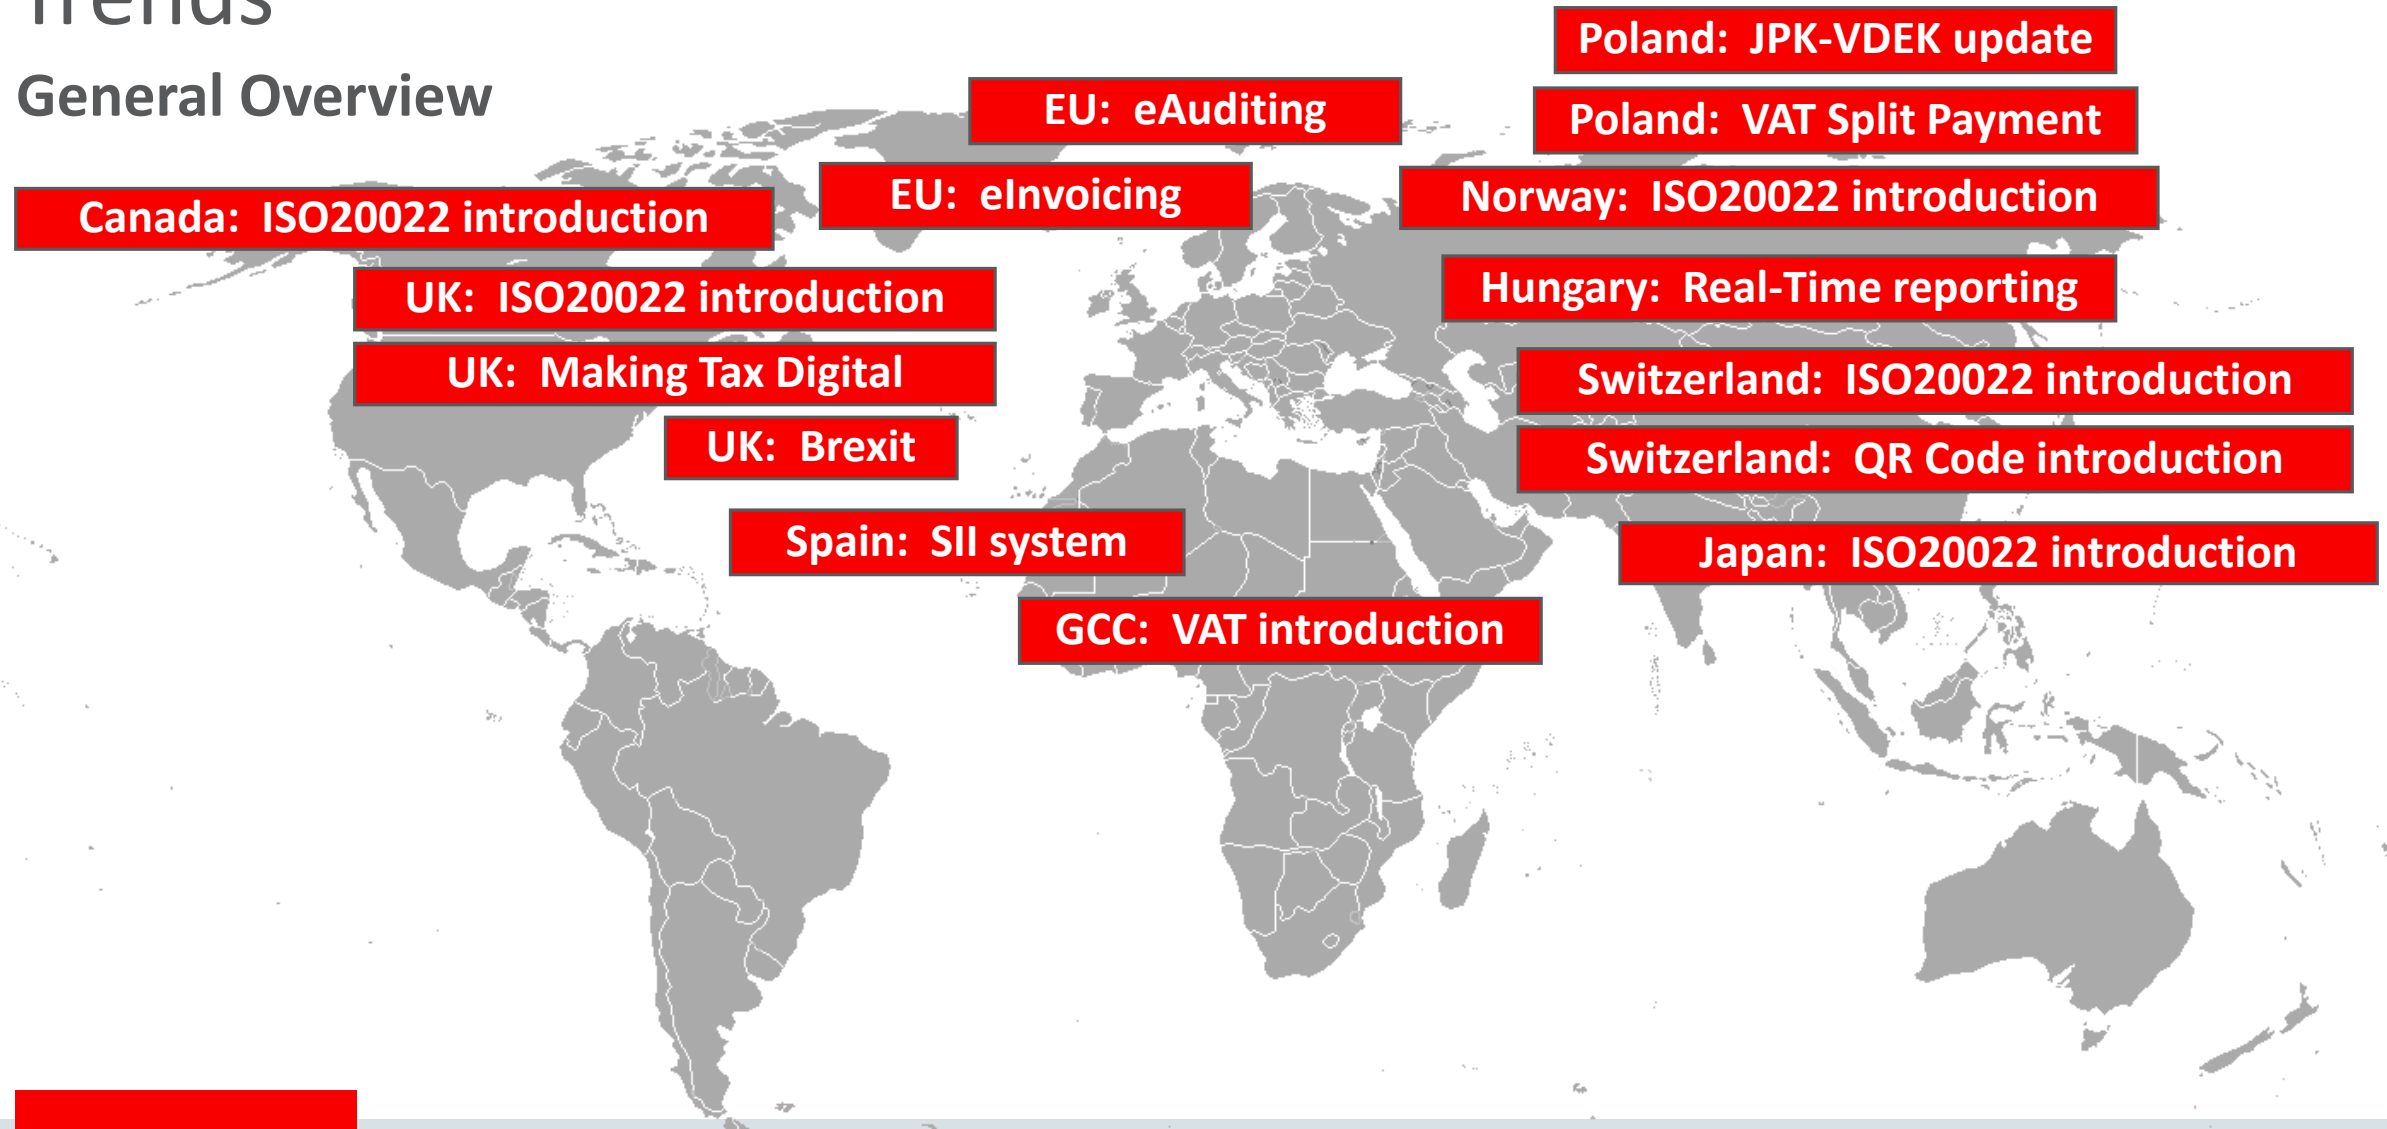 Trends
General Overview
Poland: JPK-VDEK update
EU: eAuditing
Poland: VAT Split Payment
EU: eInvoicing
Norway: ISO20022 introduction
Canada: ISO20022 introduction
UK: ISO20022 introduction
Hungary: Real-Time reporting
UK: Making Tax Digital
Switzerland: ISO20022 introduction
UK: Brexit
Switzerland: QR Code introduction
Spain: SII system
Japan: ISO20022 introduction
GCC: VAT introduction